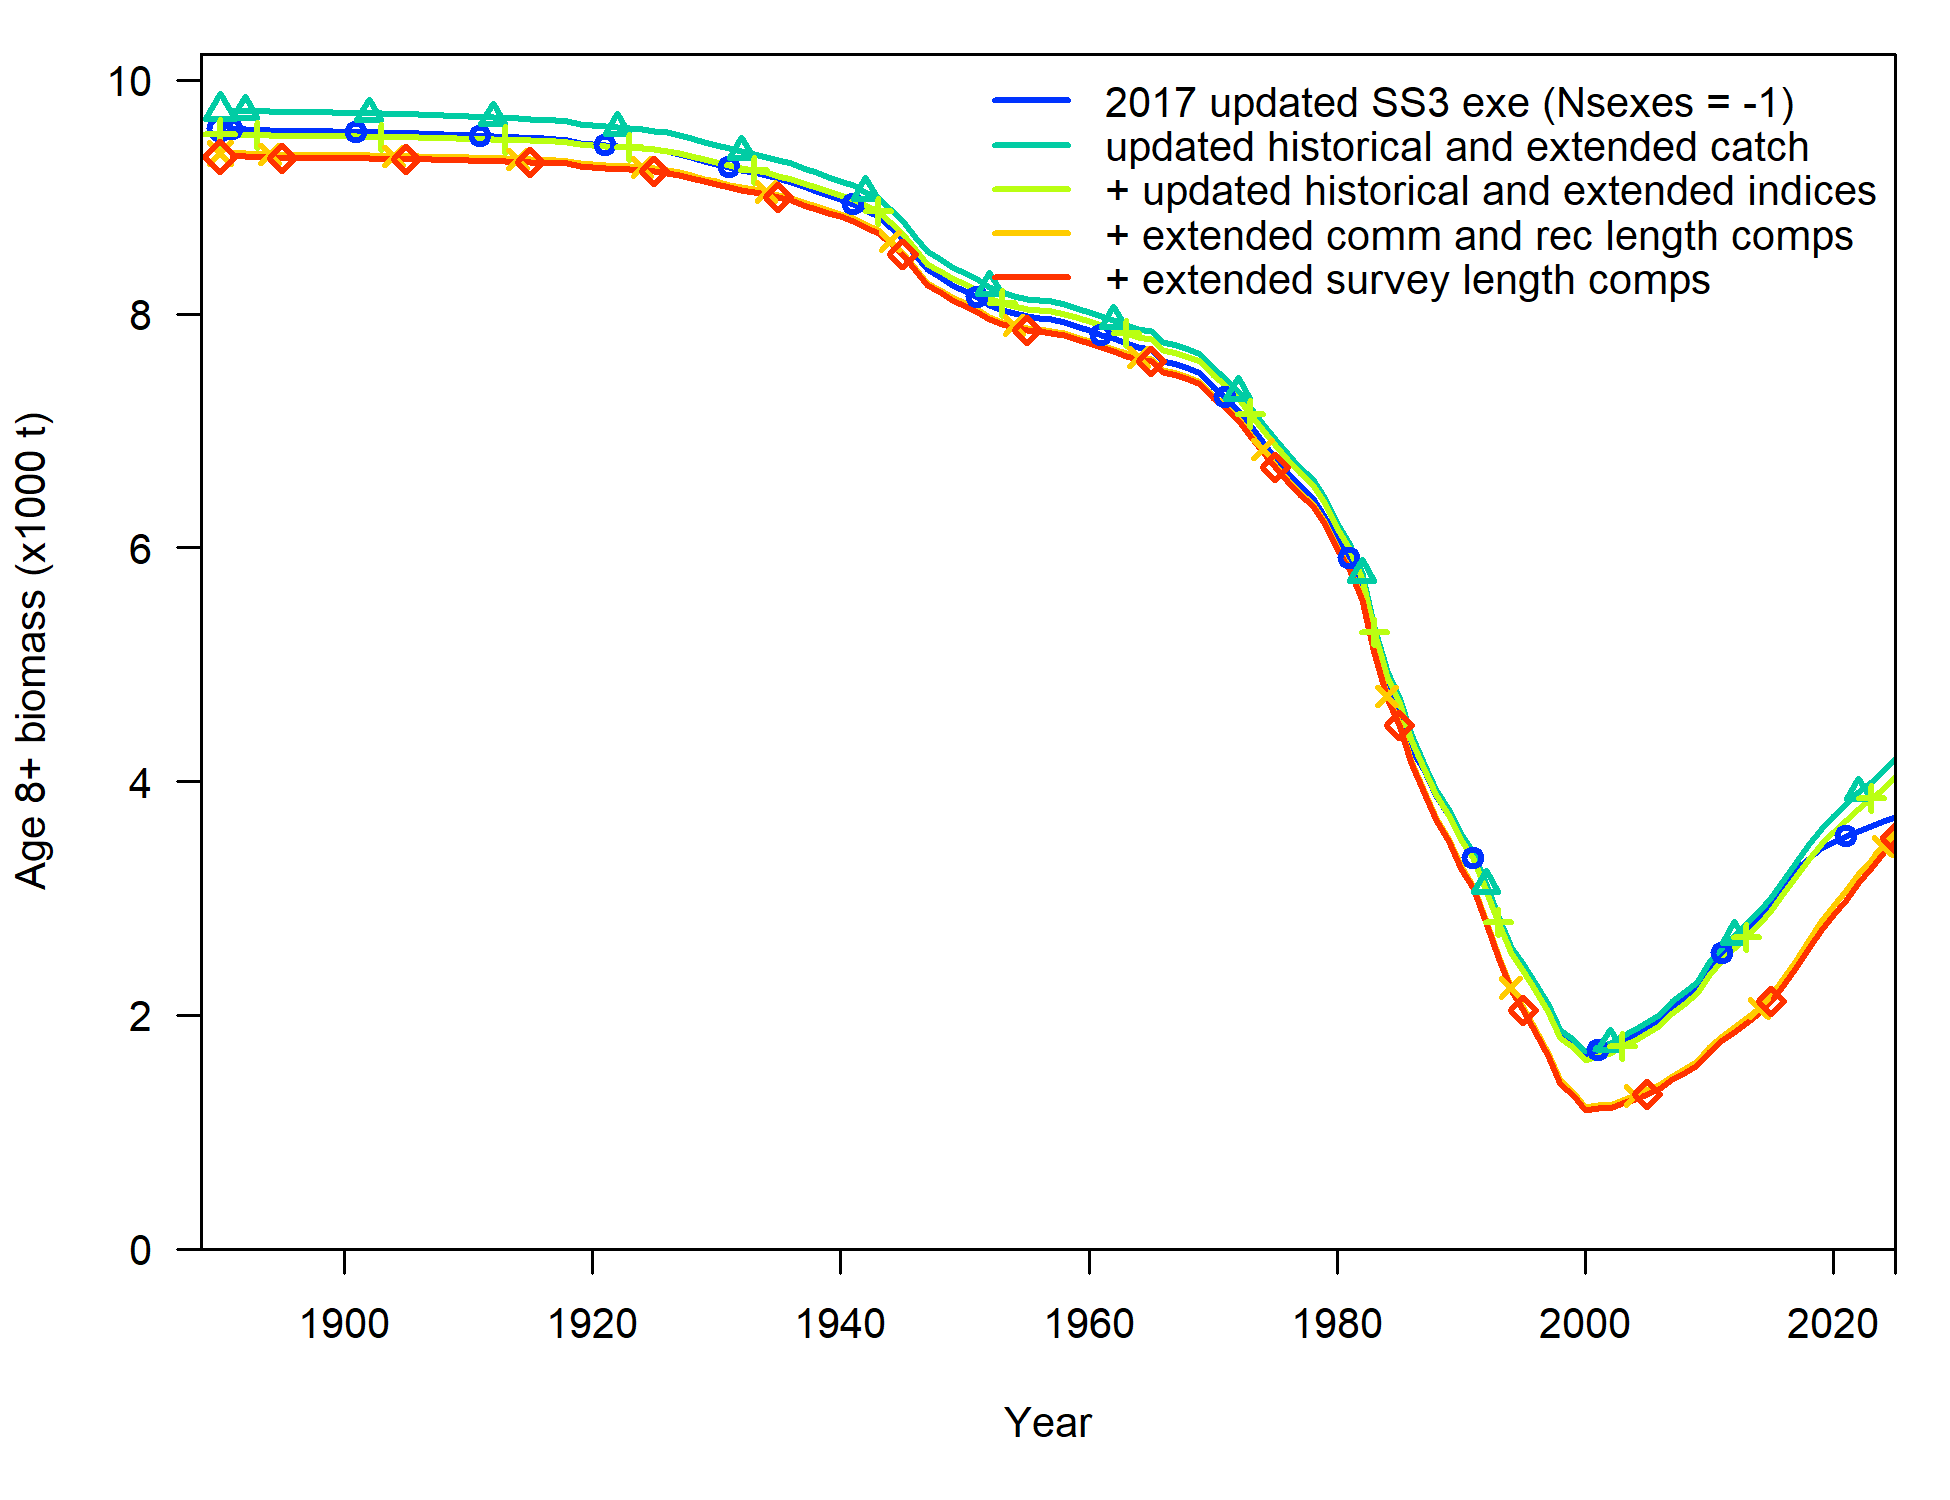 2017 updated SS3 exe (Nsexes = -1)
updated historical and extended catch
+ updated historical and extended indices
+ extended comm and rec length comps
+ extended survey length comps
Age 8+ biomass (x1000 t)
10
8
6
4
2
0
1900 1920 1940 1960 1980 2000 2020
Year